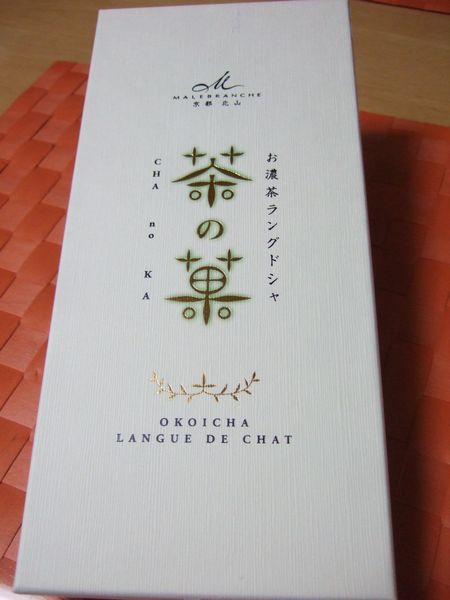 M
MALEBRANCHE
京都 北山
お濃茶ラングドシャ
茶の菓
CHA no KA
OKOICHA
LANGUE DE CHAT